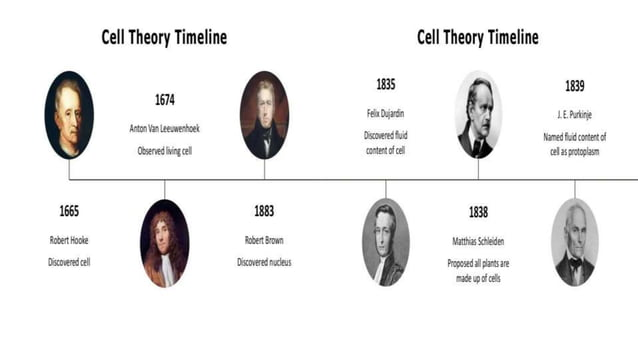 Cell Theory Timeline
Cell Theory Timeline
1665
Robert Hooke
Discovered cell
1674
Anton Van Leeuwenhoek
Observed living cell
1883
Robert Brown
Discovered nucleus
1835
Felix Dujardin
Discovered fluid
content of cell
1838
Matthias Schleiden
Proposed all plants are
made up of cells
1839
J. E. Purkinje
Named fluid content of
cell as protoplasm